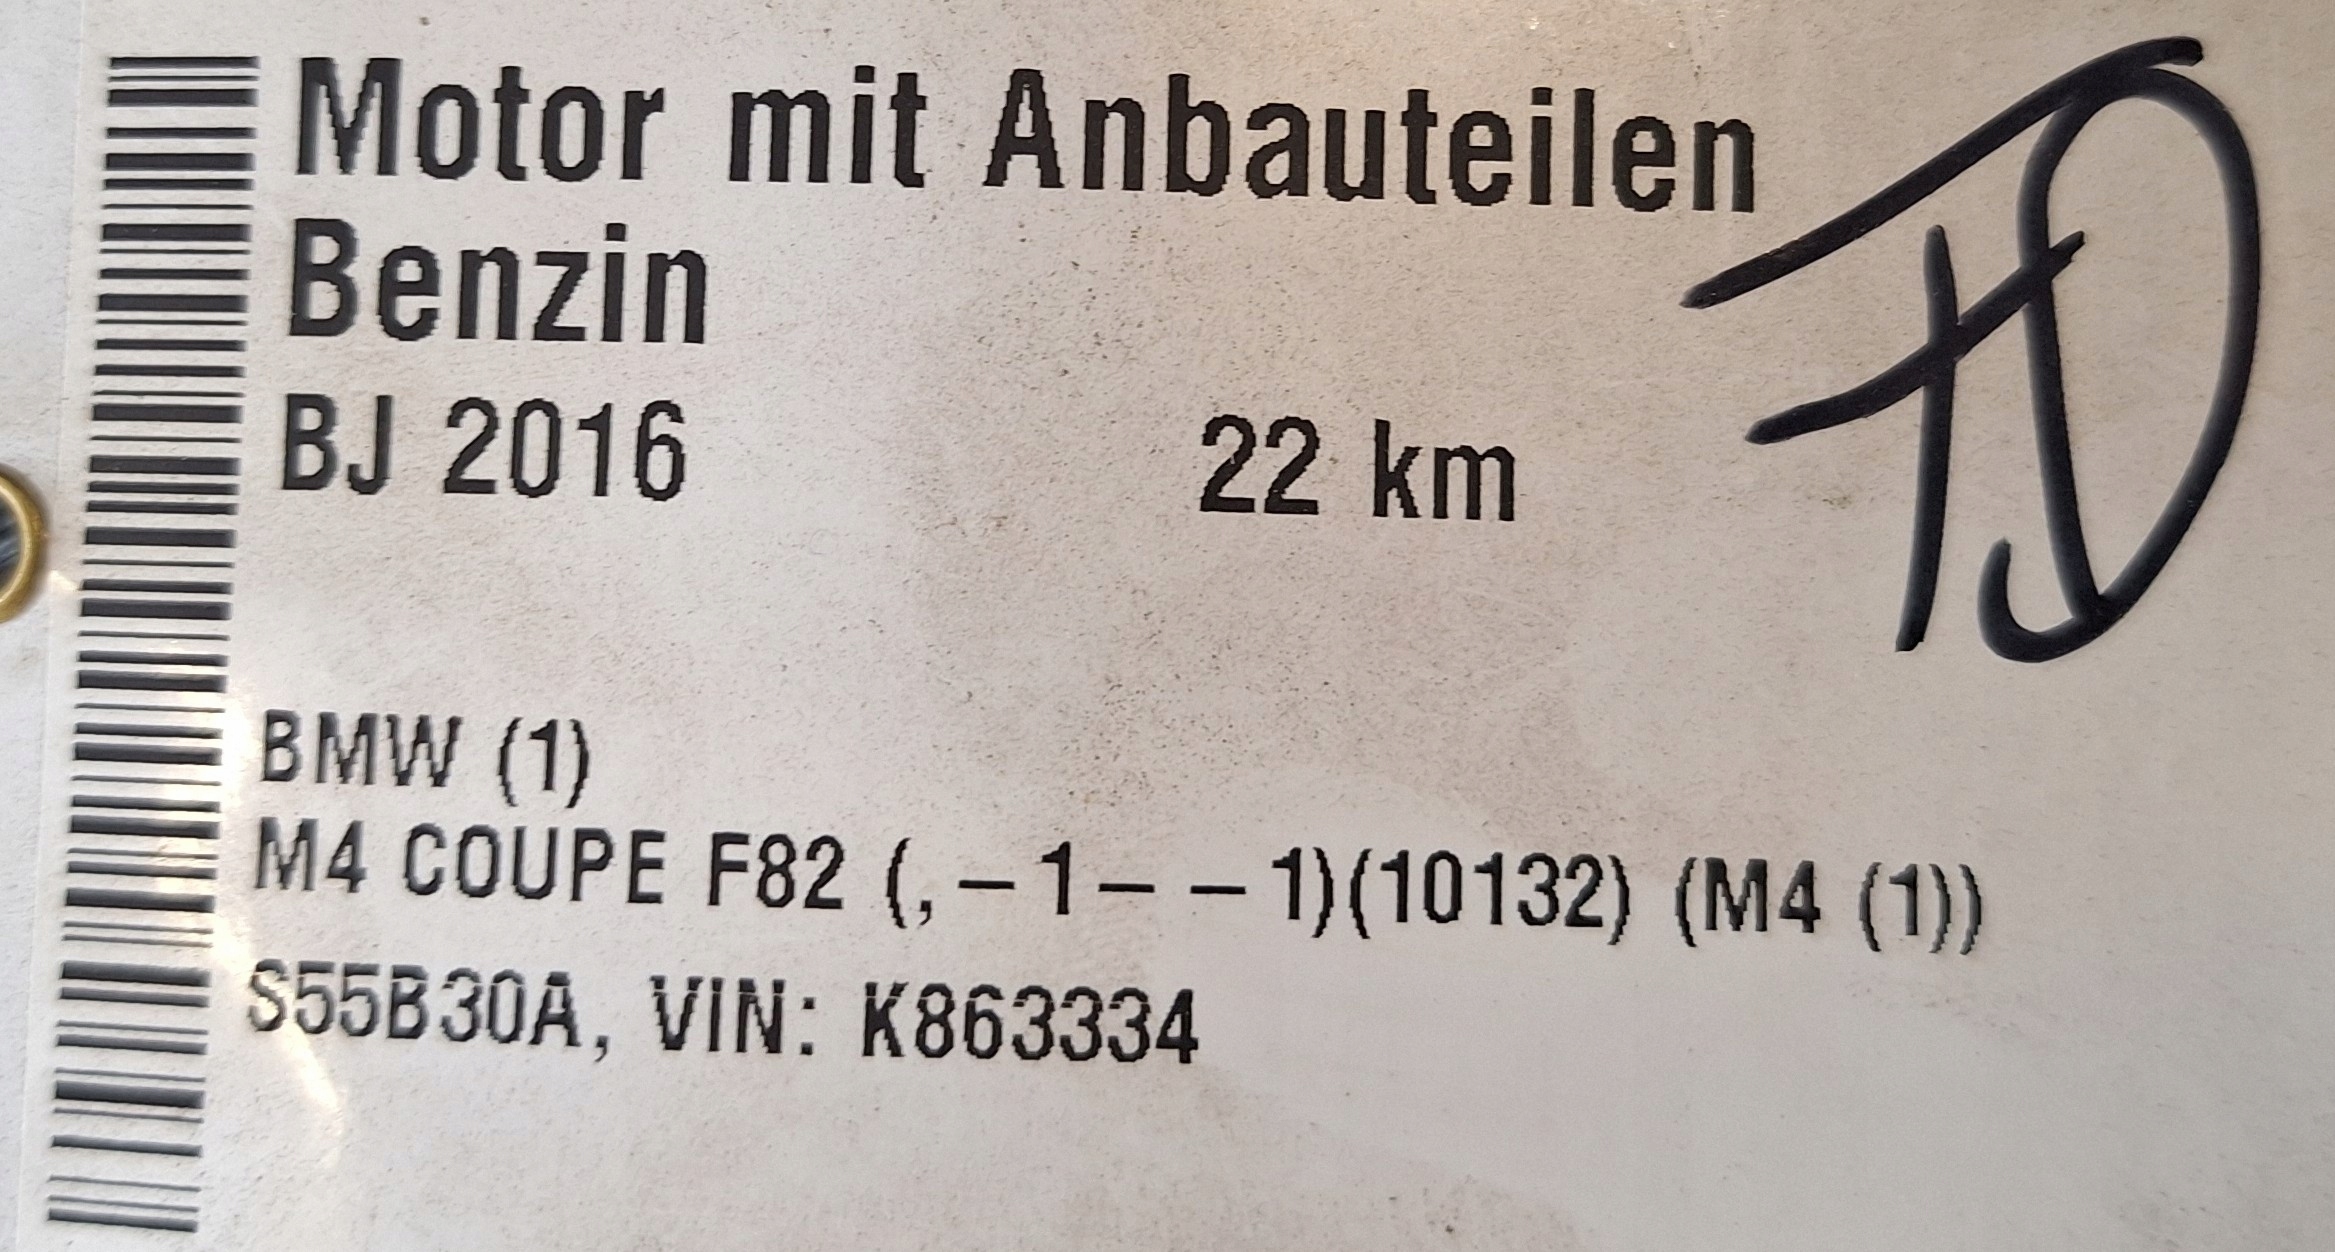 Motor mit Anbauteilen
Benzin
BJ 2016 22 km
BMW (1)
M4 COUPE F82 (, – 1 – – 1)(10132) (M4 (1))
S55B30A, VIN: K863334